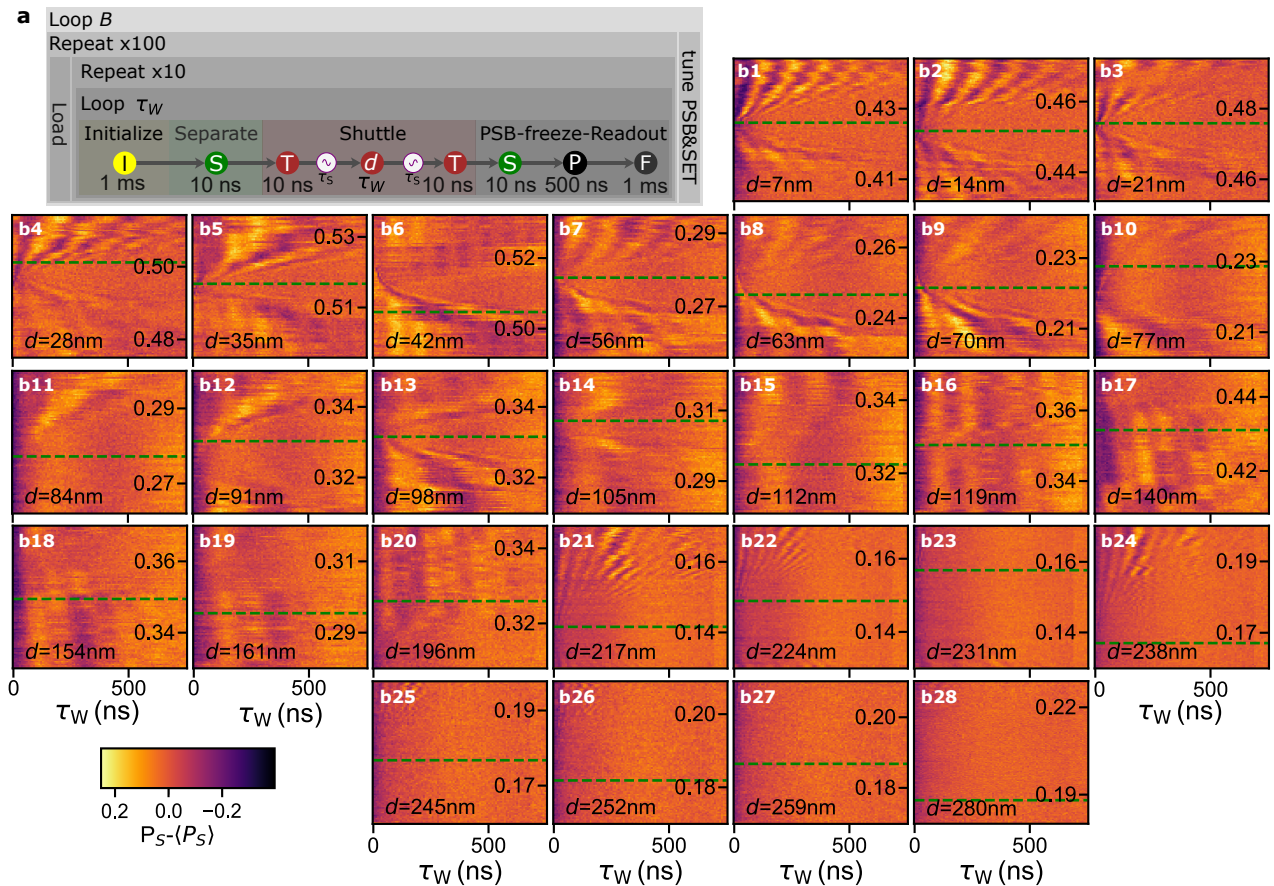 a
Loop B
Repeat x100
Repeat x10
Loop τW
Load
tune PSB&SET
Initialize Separate Shuttle PSB-freeze-Readout
I S T ~ d ~ T S P F
1 ms 10 ns 10 ns τS τW τS 10 ns 10 ns 500 ns 1 ms
b1 0.43 0.41 d=7nm
b2 0.46 0.44 d=14nm
b3 0.48 0.46 d=21nm
b4 0.50 0.48 d=28nm
b5 0.53 0.51 d=35nm
b6 0.52 0.50 d=42nm
b7 0.29 0.27 d=56nm
b8 0.26 0.24 d=63nm
b9 0.23 0.21 d=70nm
b10 0.23 0.21 d=77nm
b11 0.29 0.27 d=84nm
b12 0.34 0.32 d=91nm
b13 0.34 0.32 d=98nm
b14 0.31 0.29 d=105nm
b15 0.34 0.32 d=112nm
b16 0.36 0.34 d=119nm
b17 0.44 0.42 d=140nm
b18 0.36 0.34 d=154nm
b19 0.31 0.29 d=161nm
b20 0.34 0.32 d=196nm
b21 0.16 0.14 d=217nm
b22 0.16 0.14 d=224nm
b23 0.16 0.14 d=231nm
b24 0.19 0.17 d=238nm
0 500 0 500 0 500
τW (ns) τW (ns) τW (ns)
b25 0.19 0.17 d=245nm
b26 0.20 0.18 d=252nm
b27 0.20 0.18 d=259nm
b28 0.22 0.19 d=280nm
0 500 0 500 0 500 0 500
τW (ns) τW (ns) τW (ns) τW (ns)
0.2 0.0 −0.2
PS-⟨PS⟩